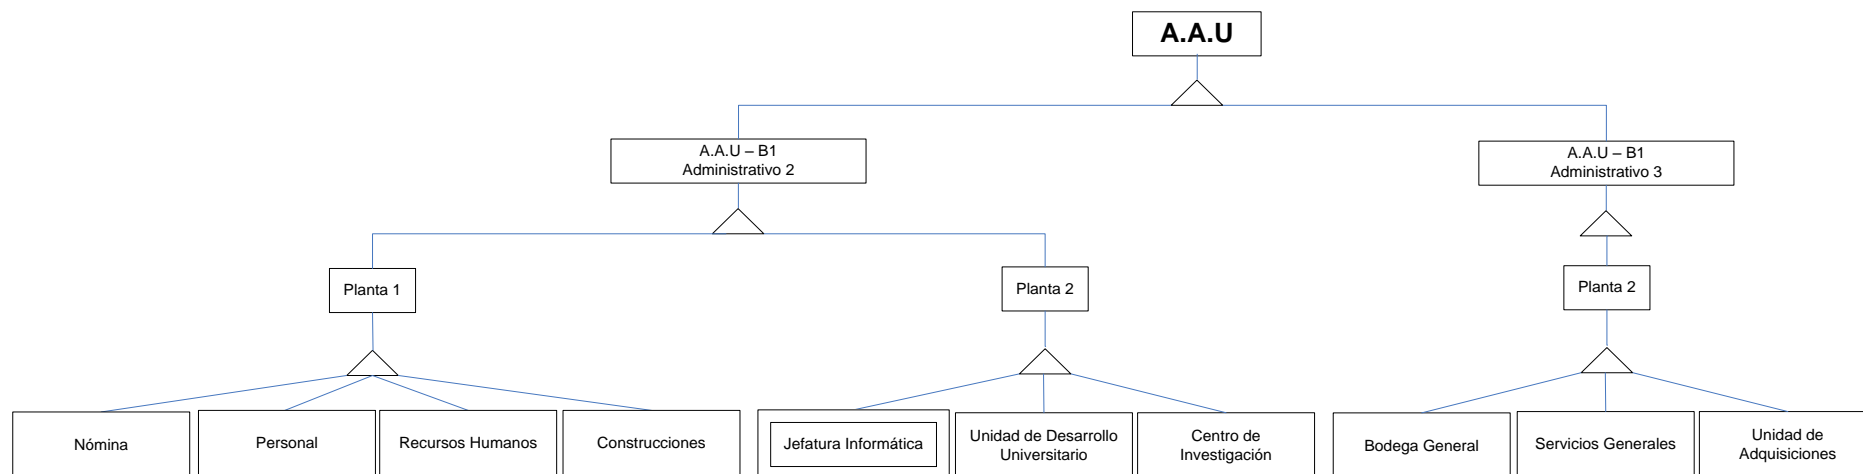 A.A.U
A.A.U – B1
Administrativo 2
A.A.U – B1
Administrativo 3
Planta 1
Planta 2
Planta 2
Nómina
Personal
Recursos Humanos
Construcciones
Jefatura Informática
Unidad de Desarrollo
Universitario
Centro de
Investigación
Bodega General
Servicios Generales
Unidad de
Adquisiciones